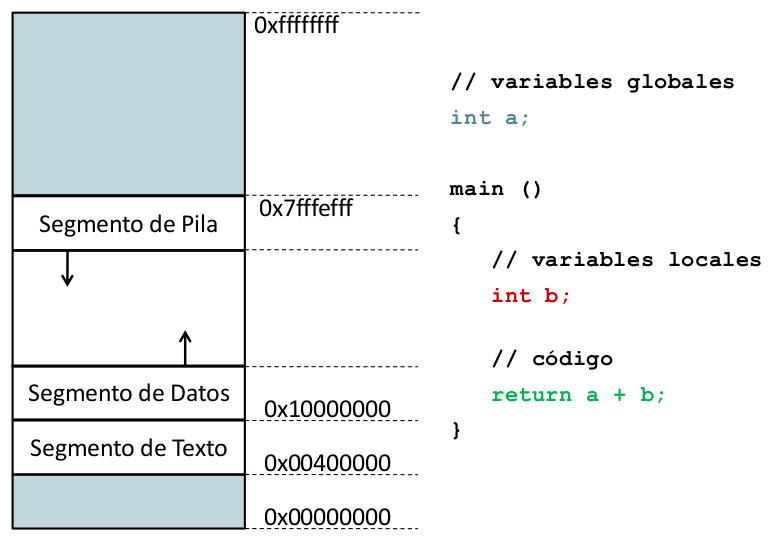 0xffffffff
0x7fffefff
Segmento de Pila
Segmento de Datos
0x10000000
Segmento de Texto
0x00400000
0x00000000
// variables globales
int a;
main ()
{
// variables locales
int b;
// código
return a + b;
}